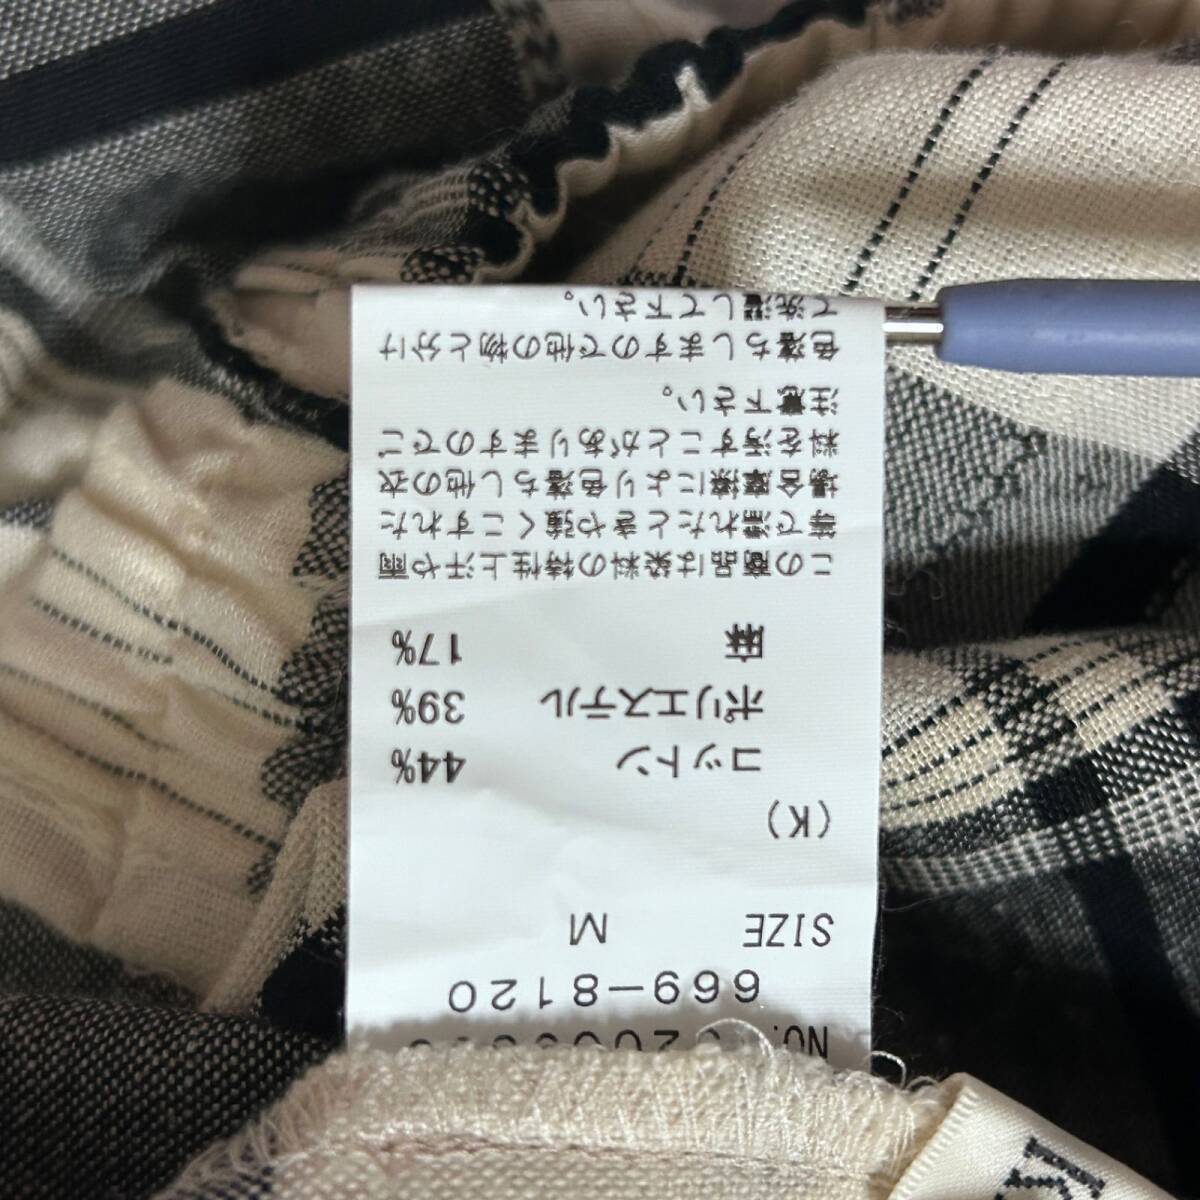 NO.
669-8120
SIZE M
(K)
コットン 44%
ポリエステル 39%
麻 17%
この商品は染料の特性上汗や雨
等で濡れたときや強くこすれた
場合摩擦により色落ちし他の衣
料を汚すことがありますのでご
注意下さい。
色落ちしますので他の物と分け
て洗濯して下さい。